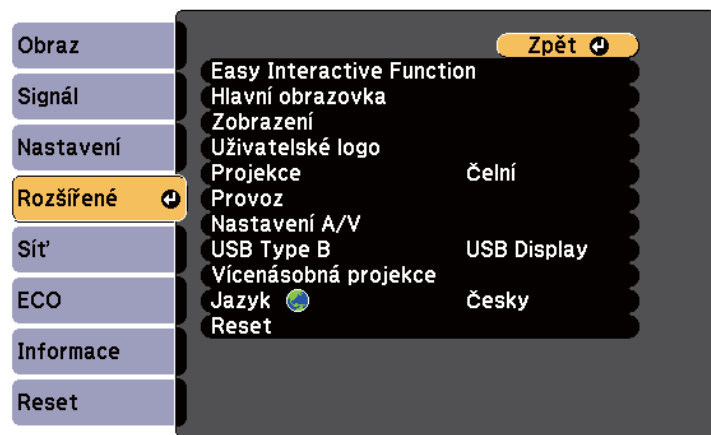 Obraz
Signál
Nastavení
Rozšířené
Síť
ECO
Informace
Reset
Zpět
Easy Interactive Function
Hlavní obrazovka
Zobrazení
Uživatelské logo
Projekce Čelní
Provoz
Nastavení A/V
USB Type B USB Display
Vícenásobná projekce
Jazyk Česky
Reset